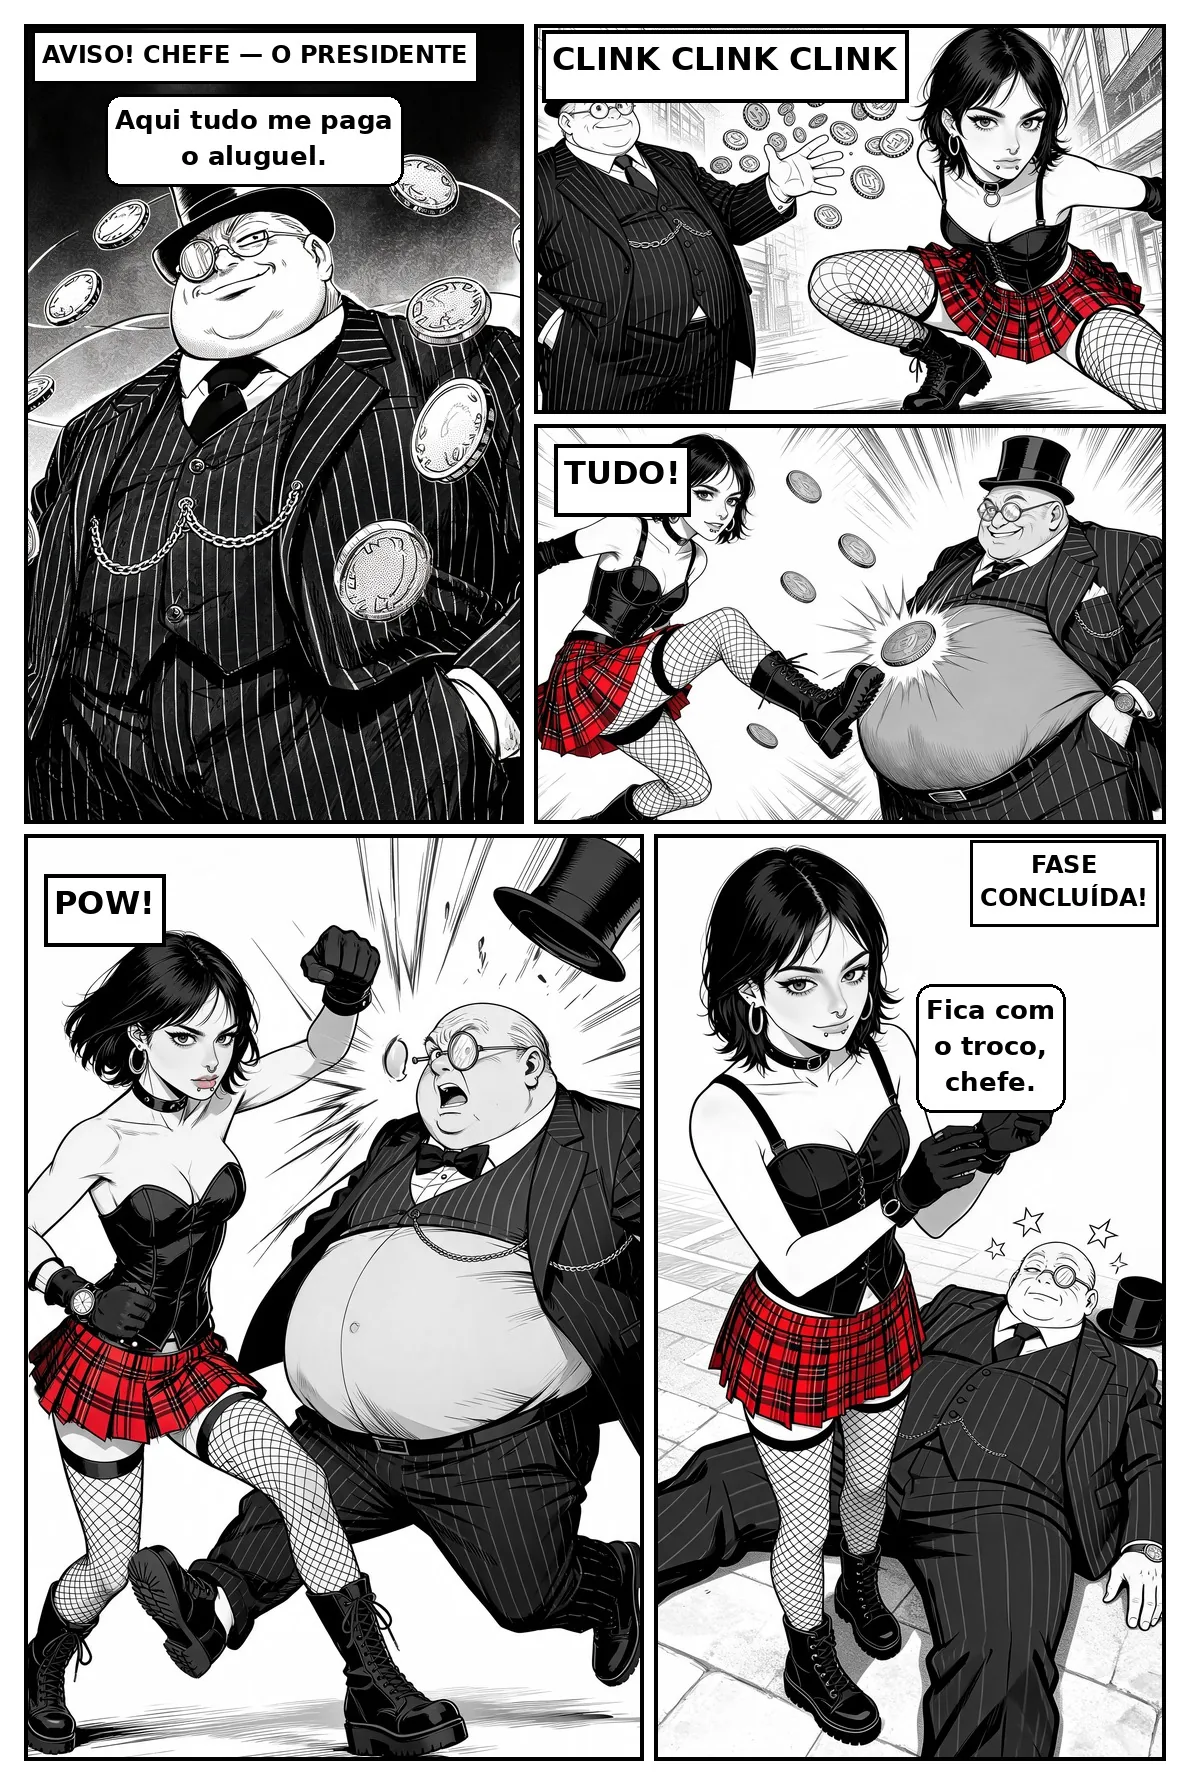 AVISO! CHEFE — O PRESIDENTE
Aqui tudo me paga
o aluguel.
CLINK CLINK CLINK
TUDO!
POW!
FASE
CONCLUÍDA!
Fica com
o troco,
chefe.